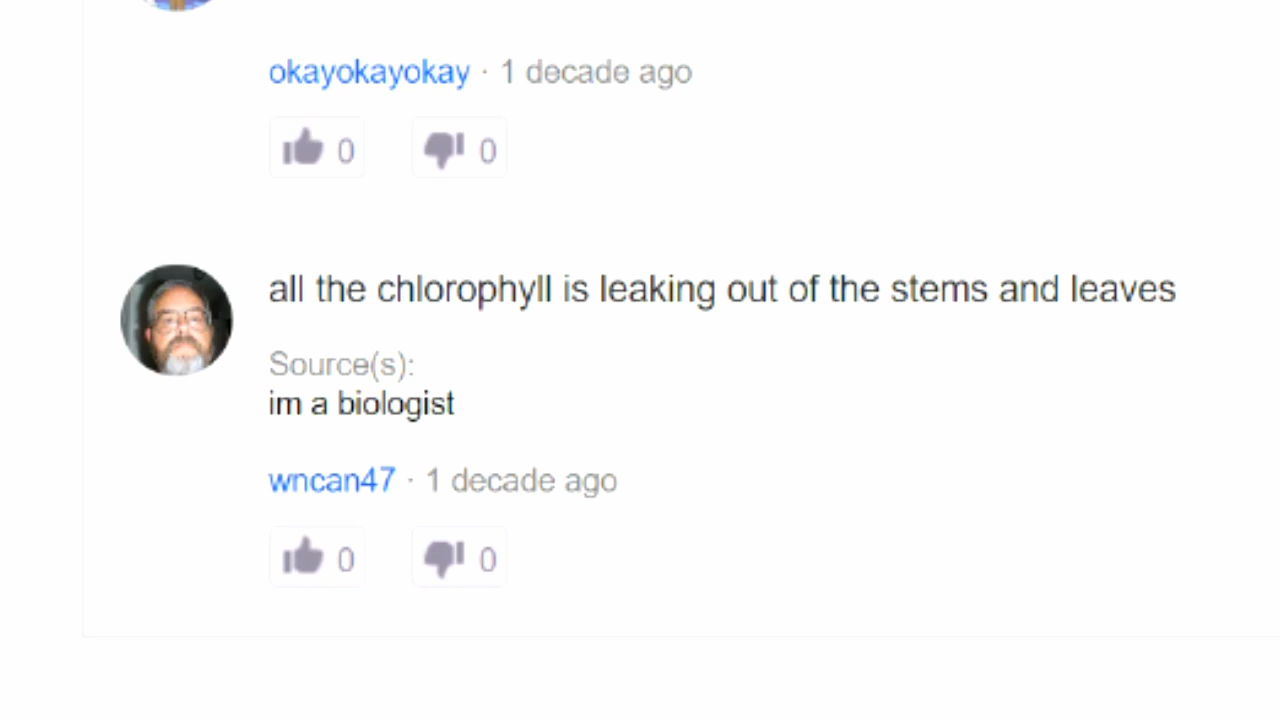 okayokayokay · 1 decade ago
0 0
all the chlorophyll is leaking out of the stems and leaves
Source(s):
im a biologist
wncan47 · 1 decade ago
0 0